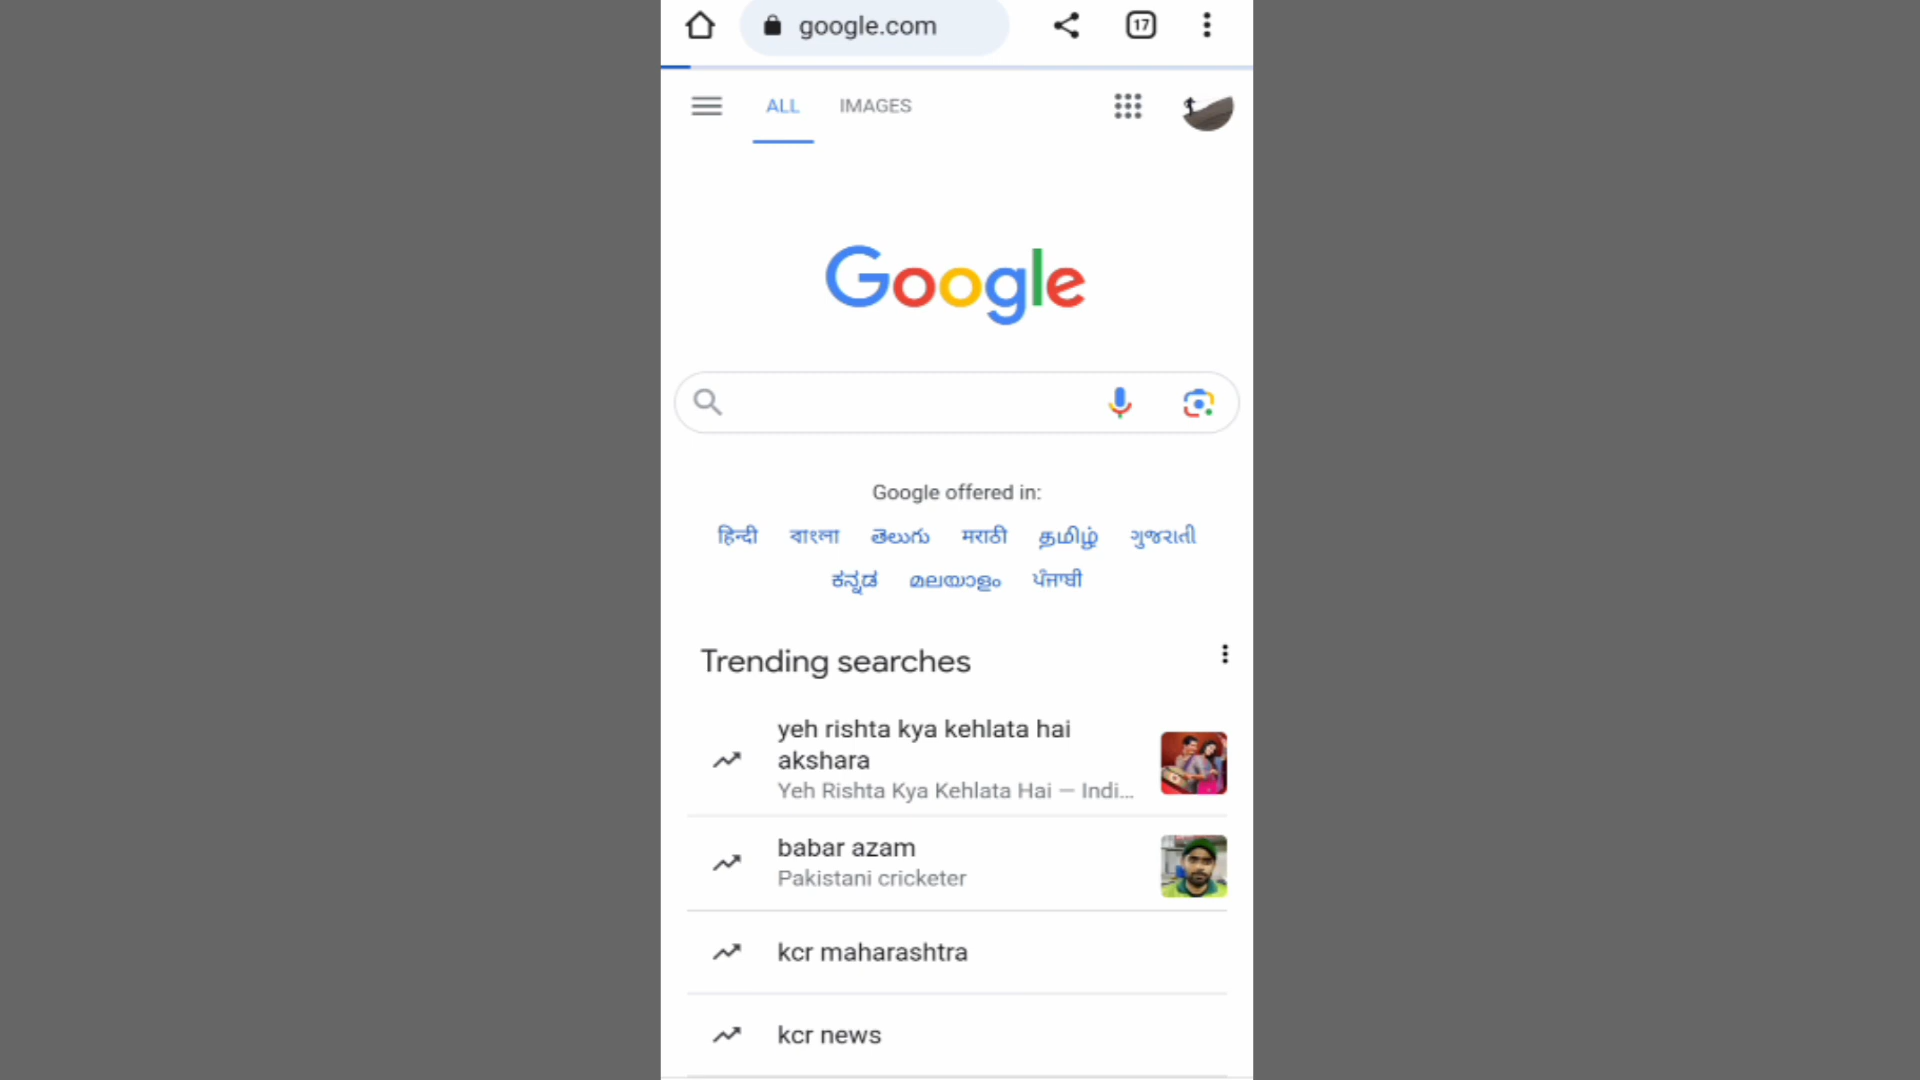 google.com 17
ALL IMAGES
Google
Google offered in:
हिन्दी বাংলা తెలుగు मराठी தமிழ் ગુજરાતી
ಕನ್ನಡ മലയാളം ਪੰਜਾਬੀ
Trending searches
yeh rishta kya kehlata hai
akshara
Yeh Rishta Kya Kehlata Hai — Indi...
babar azam
Pakistani cricketer
kcr maharashtra
kcr news